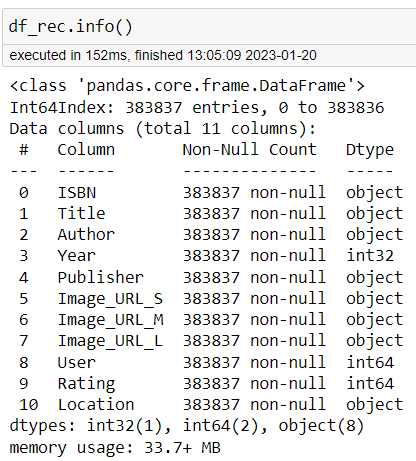 df_rec.info()
executed in 152ms, finished 13:05:09 2023-01-20
<class 'pandas.core.frame.DataFrame'>
Int64Index: 383837 entries, 0 to 383836
Data columns (total 11 columns):
 #   Column       Non-Null Count   Dtype
---  ------       --------------   -----
 0   ISBN         383837 non-null  object
 1   Title        383837 non-null  object
 2   Author       383837 non-null  object
 3   Year         383837 non-null  int32
 4   Publisher    383837 non-null  object
 5   Image_URL_S  383837 non-null  object
 6   Image_URL_M  383837 non-null  object
 7   Image_URL_L  383837 non-null  object
 8   User         383837 non-null  int64
 9   Rating       383837 non-null  int64
 10  Location     383837 non-null  object
dtypes: int32(1), int64(2), object(8)
memory usage: 33.7+ MB